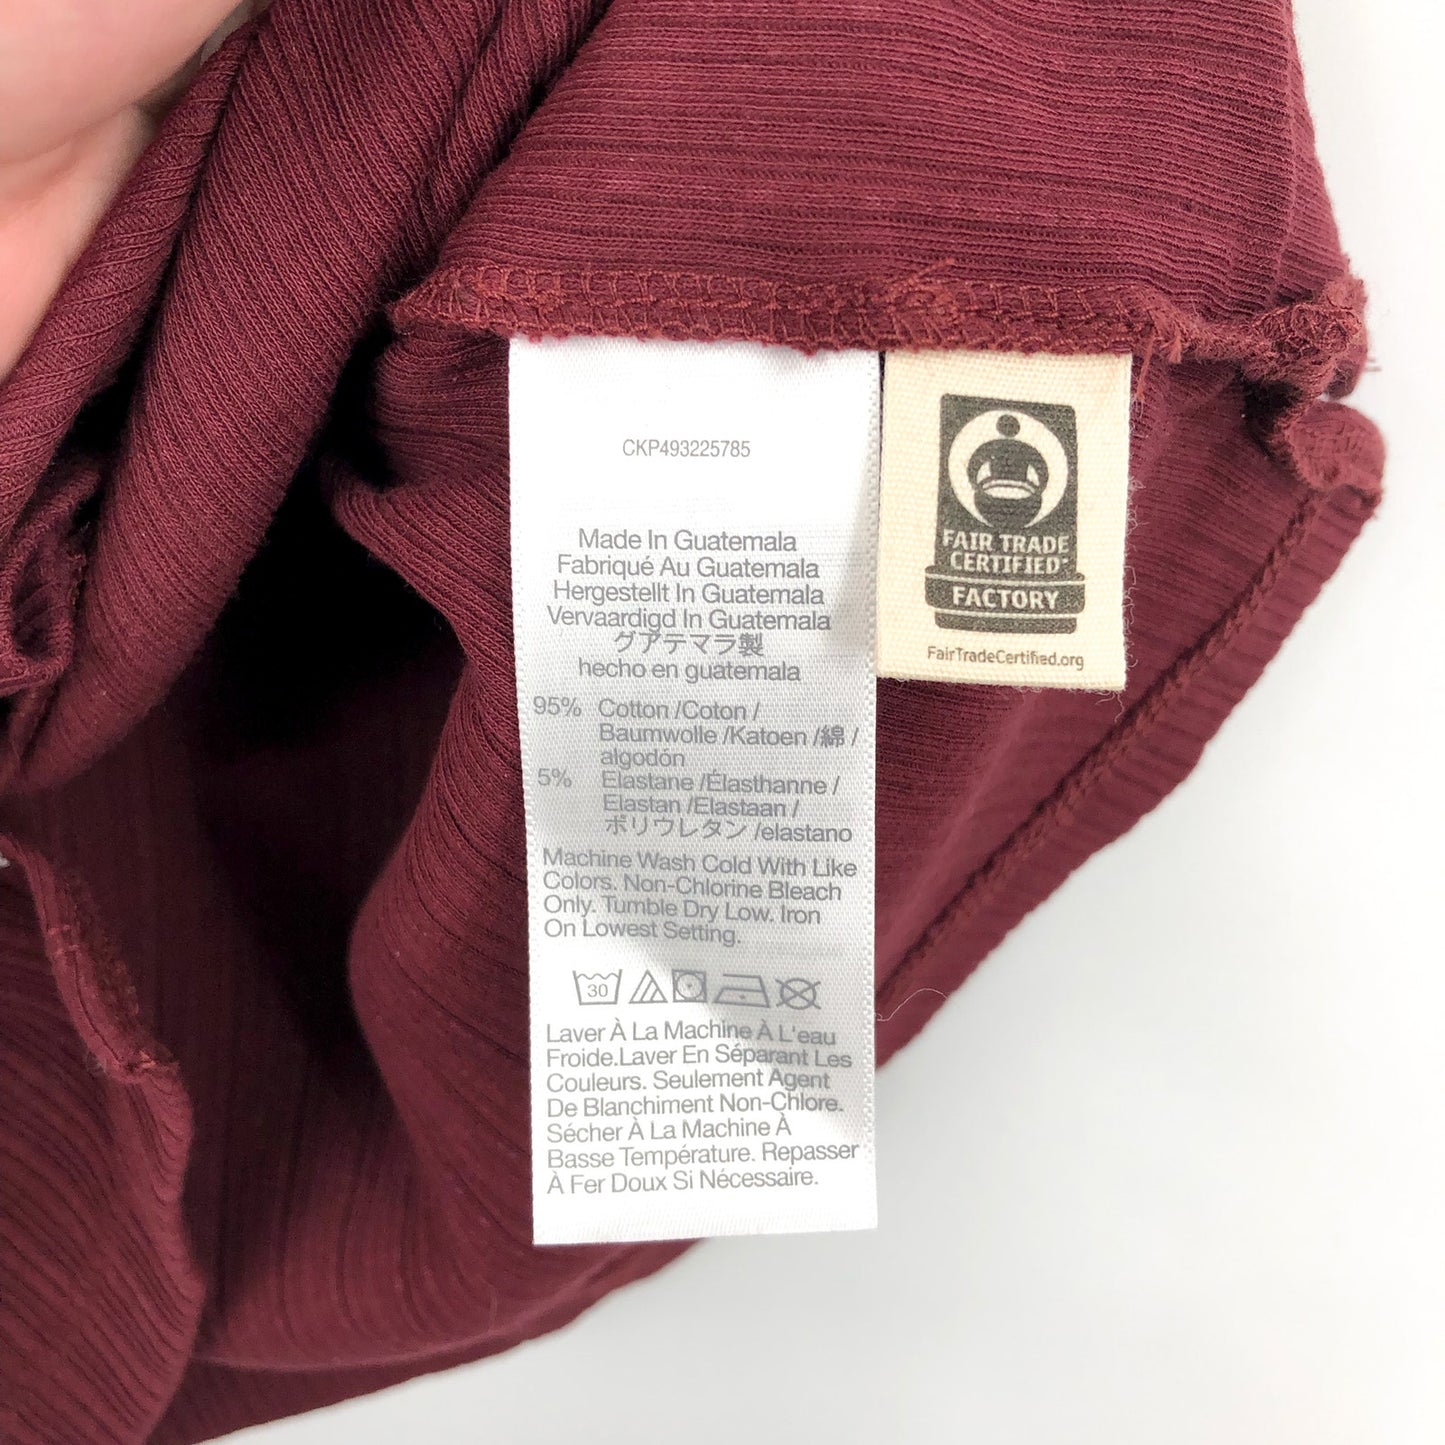 CKP493225785
Made In Guatemala
Fabriqué Au Guatemala
Hergestellt In Guatemala
Vervaardigd In Guatemala
グアテマラ製
hecho en guatemala
95% Cotton /Coton /
Baumwolle /Katoen /綿 /
algodón
5% Elastane /Élasthanne /
Elastan /Elastaan /
ポリウレタン /elastano
Machine Wash Cold With Like
Colors. Non-Chlorine Bleach
Only. Tumble Dry Low. Iron
On Lowest Setting.
30
Laver À La Machine À L'eau
Froide.Laver En Séparant Les
Couleurs. Seulement Agent
De Blanchiment Non-Chlore.
Sécher À La Machine À
Basse Température. Repasser
À Fer Doux Si Nécessaire.
FAIR TRADE
CERTIFIED
FACTORY
FairTradeCertified.org